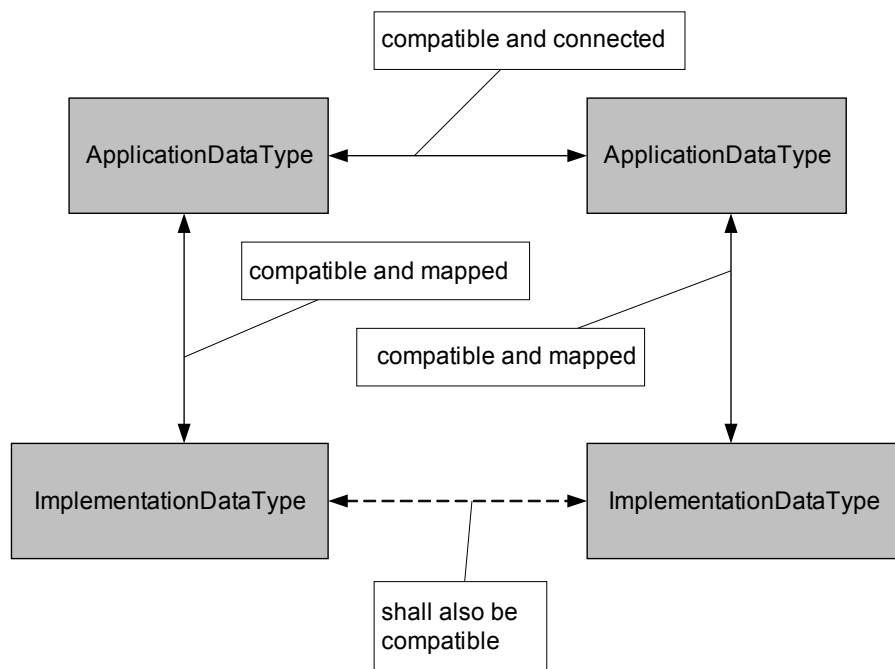 compatible and connected
ApplicationDataType
ApplicationDataType
compatible and mapped
compatible and mapped
ImplementationDataType
ImplementationDataType
shall also be
compatible